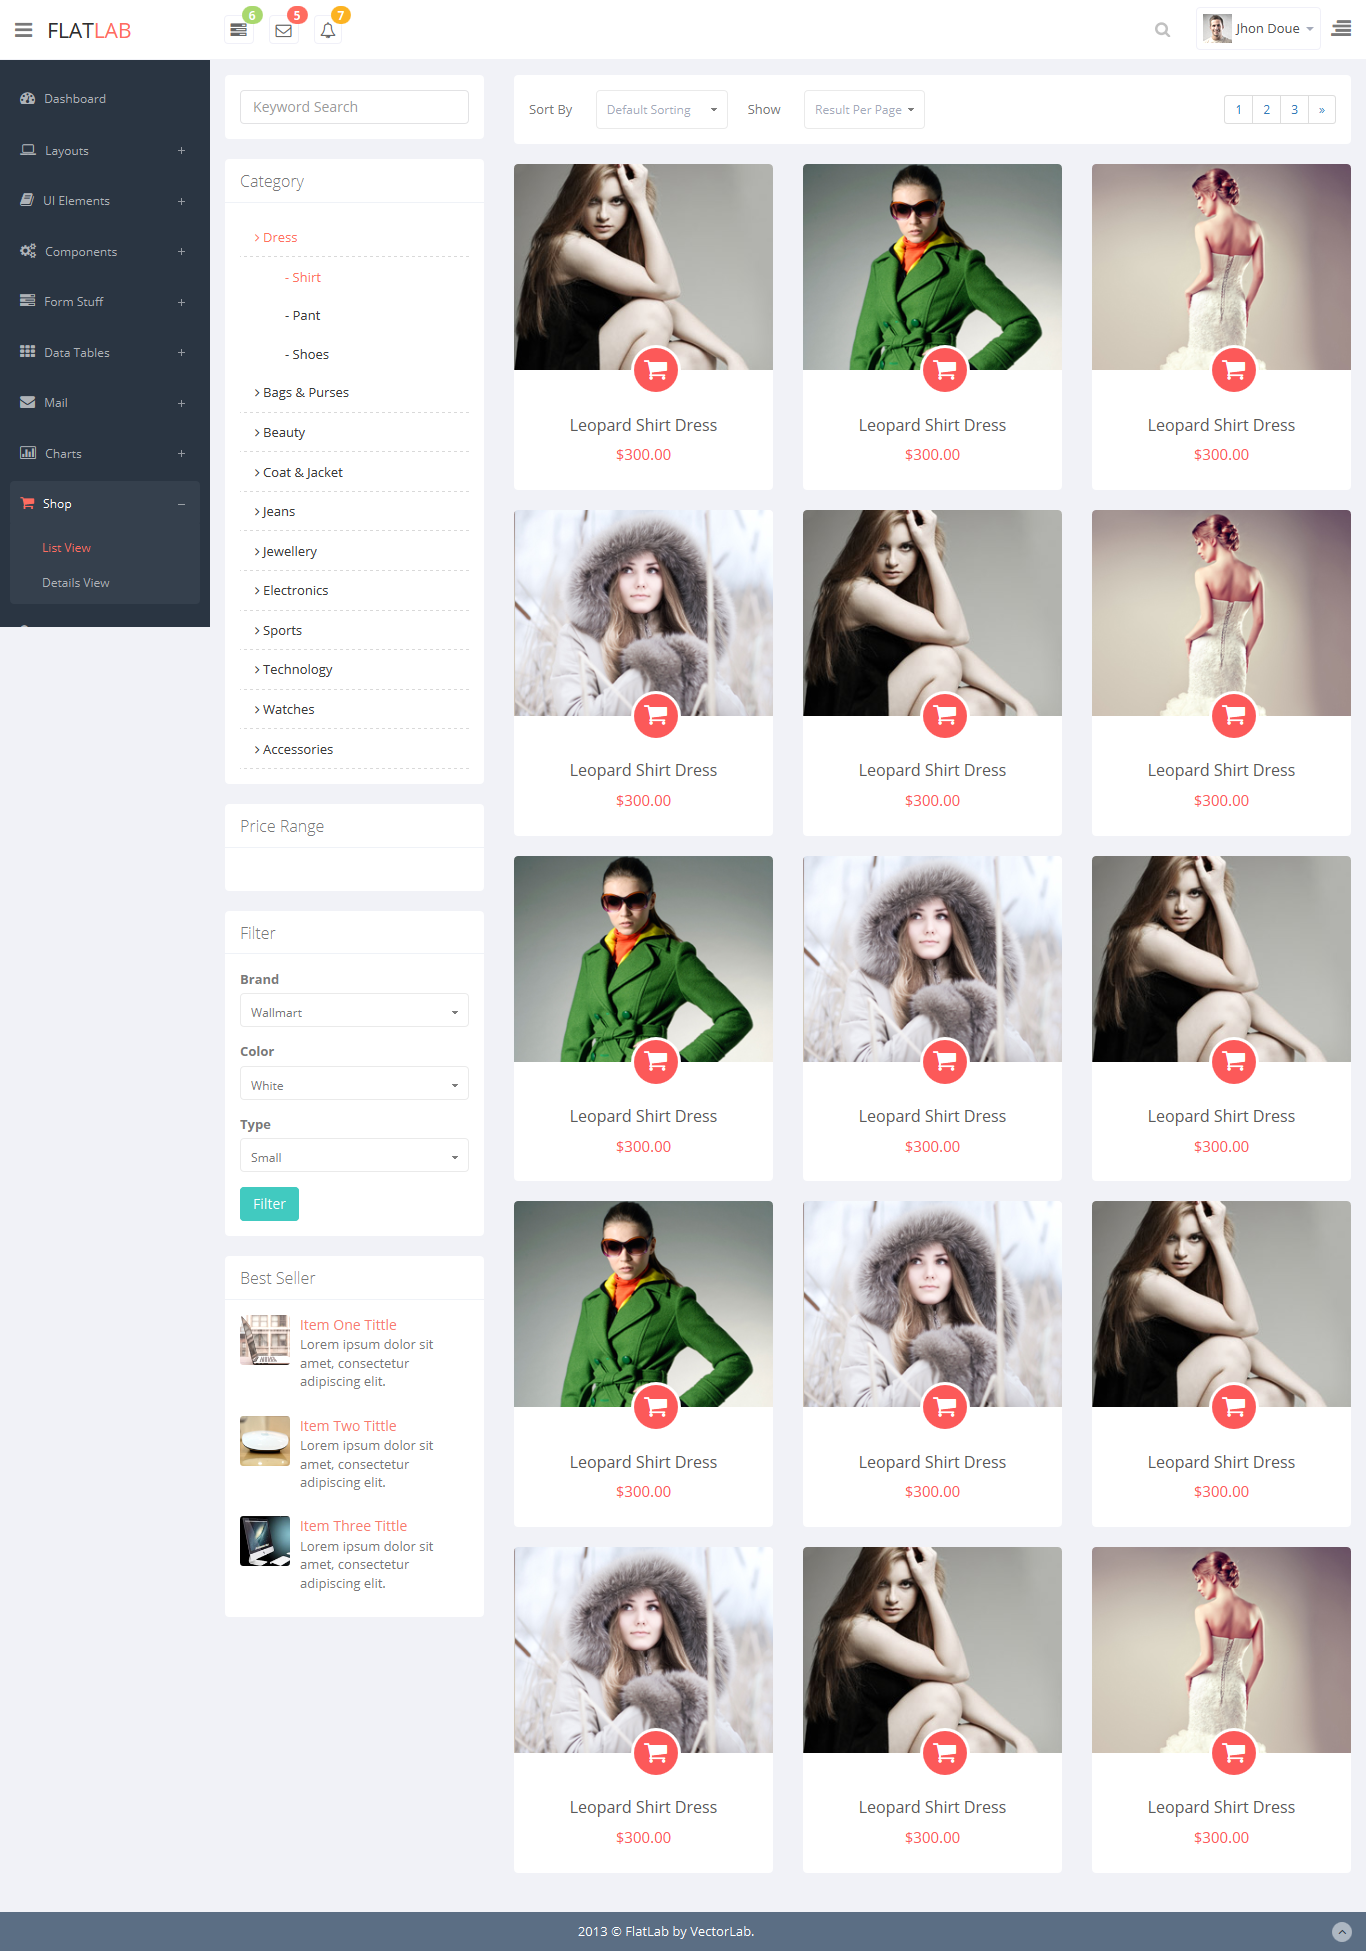 FLATLAB
6
5
7
Jhon Doue
Dashboard
Layouts +
UI Elements +
Components +
Form Stuff +
Data Tables +
Mail +
Charts +
Shop –
List View
Details View
Keyword Search
Category
Dress
- Shirt
- Pant
- Shoes
Bags & Purses
Beauty
Coat & Jacket
Jeans
Jewellery
Electronics
Sports
Technology
Watches
Accessories
Price Range
Filter
Brand
Wallmart
Color
White
Type
Small
Filter
Best Seller
Item One Tittle
Lorem ipsum dolor sit
amet, consectetur
adipiscing elit.
Item Two Tittle
Lorem ipsum dolor sit
amet, consectetur
adipiscing elit.
Item Three Tittle
Lorem ipsum dolor sit
amet, consectetur
adipiscing elit.
Sort By Default Sorting Show Result Per Page 1 2 3 »
Leopard Shirt Dress Leopard Shirt Dress Leopard Shirt Dress
$300.00 $300.00 $300.00
Leopard Shirt Dress Leopard Shirt Dress Leopard Shirt Dress
$300.00 $300.00 $300.00
Leopard Shirt Dress Leopard Shirt Dress Leopard Shirt Dress
$300.00 $300.00 $300.00
Leopard Shirt Dress Leopard Shirt Dress Leopard Shirt Dress
$300.00 $300.00 $300.00
Leopard Shirt Dress Leopard Shirt Dress Leopard Shirt Dress
$300.00 $300.00 $300.00
2013 © FlatLab by VectorLab.